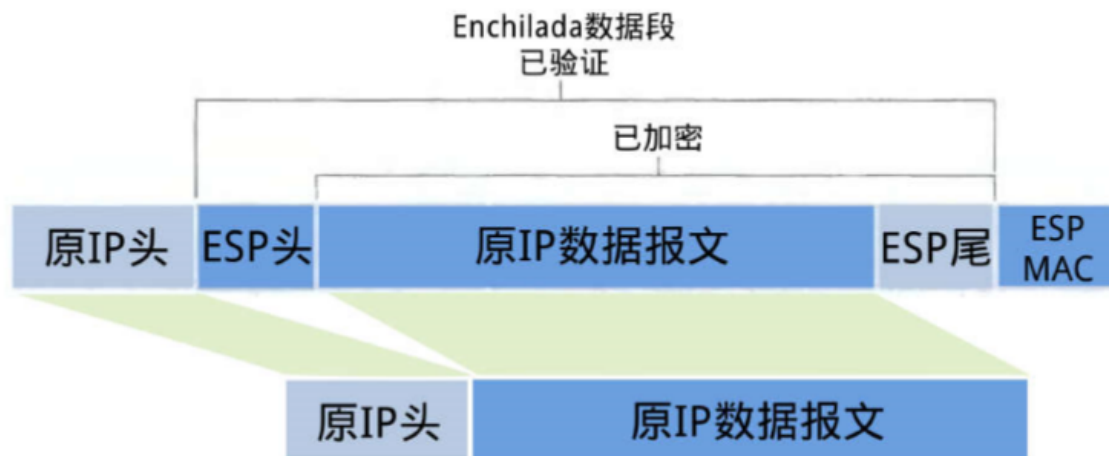 Enchilada数据段
已验证
已加密
原IP头
ESP头
原IP数据报文
ESP尾
ESP
MAC
原IP头
原IP数据报文